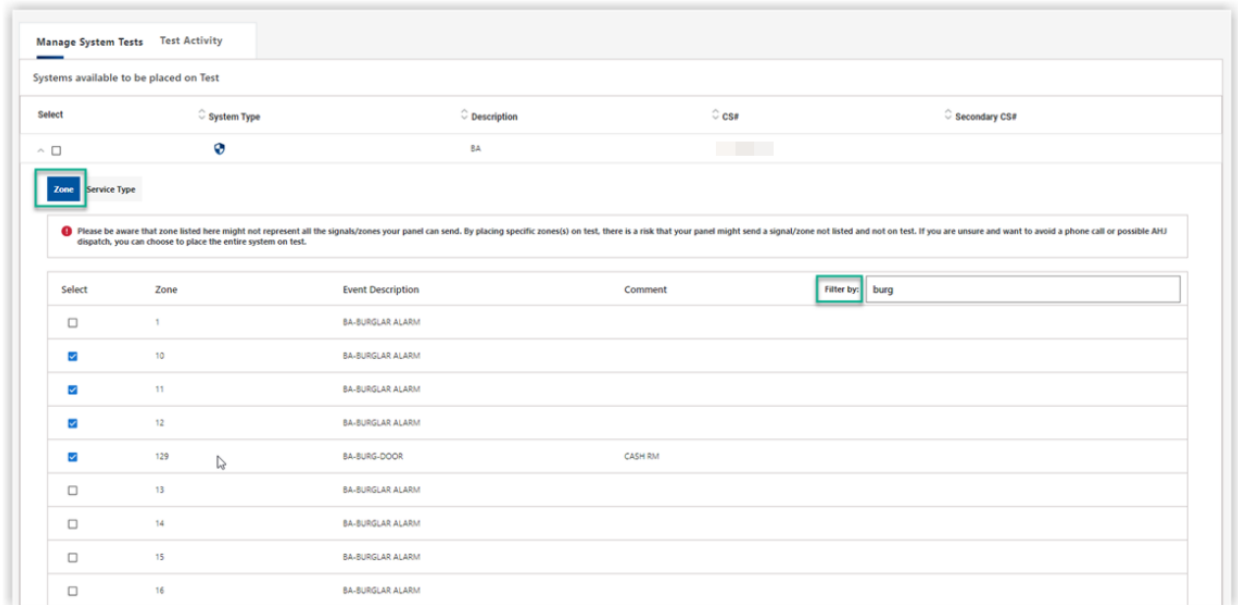 Manage System Tests Test Activity
Systems available to be placed on Test
Select System Type Description CS# Secondary CS#
BA
Zone Service Type
Please be aware that zone listed here might not represent all the signals/zones your panel can send. By placing specific zones(s) on test, there is a risk that your panel might send a signal/zone not listed and not on test. If you are unsure and want to avoid a phone call or possible AHJ
dispatch, you can choose to place the entire system on test.
Select Zone Event Description Comment Filter by: burg
1 BA-BURGLAR ALARM
10 BA-BURGLAR ALARM
11 BA-BURGLAR ALARM
12 BA-BURGLAR ALARM
129 BA-BURG-DOOR CASH RM
13 BA-BURGLAR ALARM
14 BA-BURGLAR ALARM
15 BA-BURGLAR ALARM
16 BA-BURGLAR ALARM